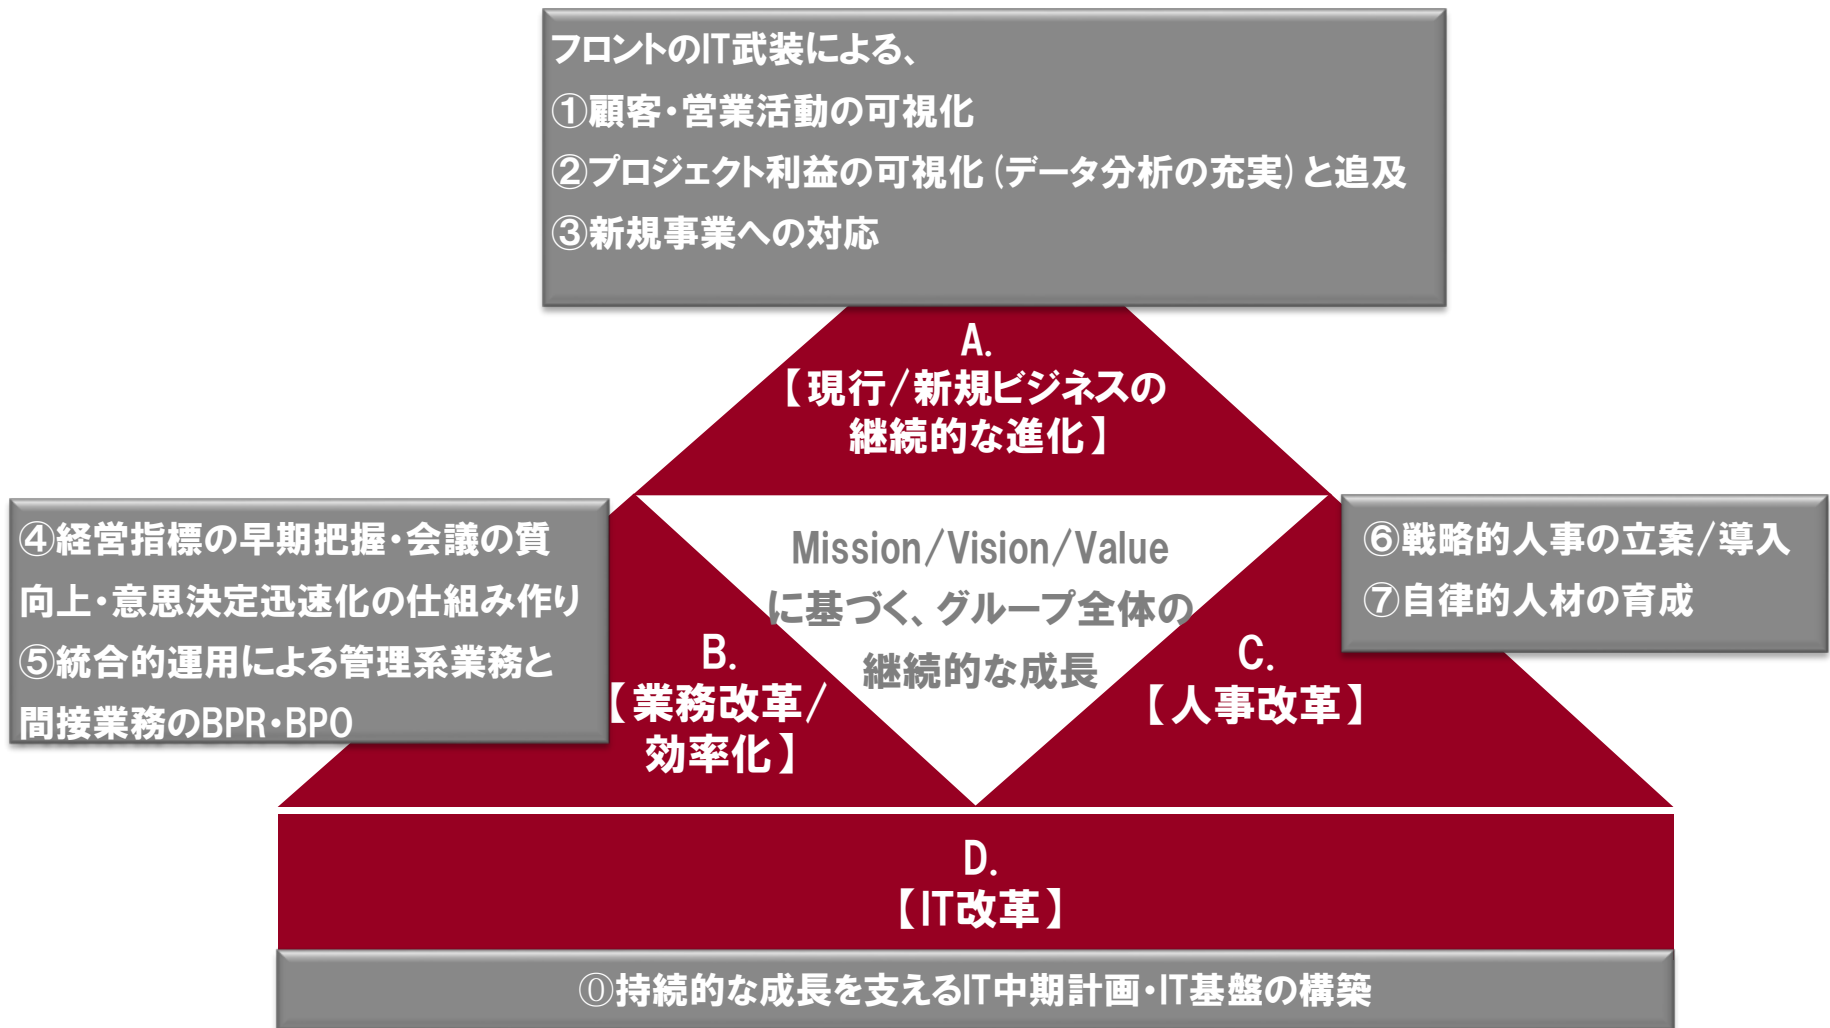 フロントのIT武装による、
①顧客・営業活動の可視化
②プロジェクト利益の可視化(データ分析の充実)と追及
③新規事業への対応
A.
【現行/新規ビジネスの
継続的な進化】
④経営指標の早期把握・会議の質
向上・意思決定迅速化の仕組み作り
⑤統合的運用による管理系業務と
間接業務のBPR・BPO
Mission/Vision/Value
に基づく、グループ全体の
継続的な成長
⑥戦略的人事の立案/導入
⑦自律的人材の育成
B.
【業務改革/
効率化】
C.
【人事改革】
D.
【IT改革】
⓪持続的な成長を支えるIT中期計画・IT基盤の構築